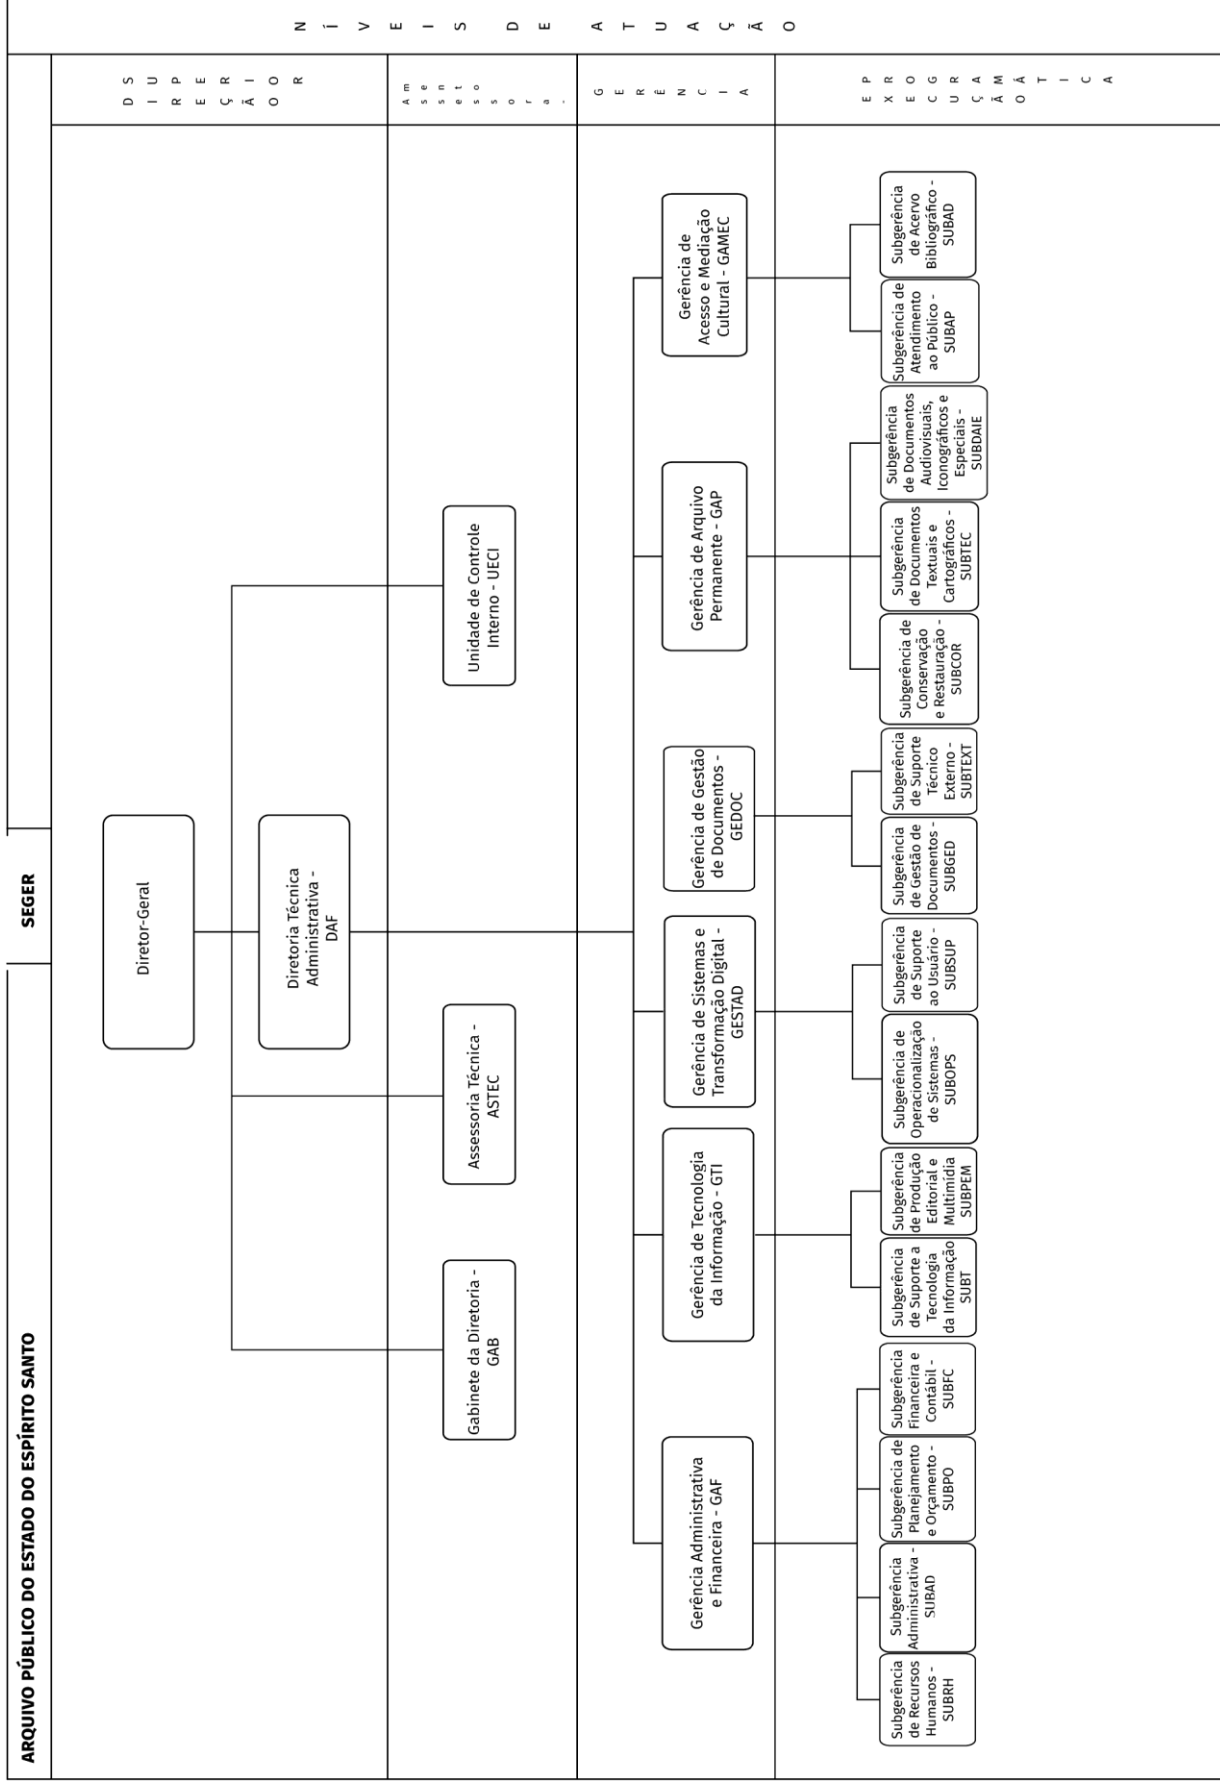 ARQUIVO PÚBLICO DO ESTADO DO ESPÍRITO SANTO
SEGER
NÍVEIS DE ATUAÇÃO
DIREÇÃO
SUPERIOR
Diretor-Geral
Diretoria Técnica
Administrativa -
DAF
Assessora-
mento
Gabinete da Diretoria -
GAB
Assessoria Técnica -
ASTEC
Unidade de Controle
Interno - UECI
GERÊNCIA
Gerência Administrativa
e Financeira - GAF
Gerência de Tecnologia
da Informação - GTI
Gerência de Sistemas e
Transformação Digital -
GESTAD
Gerência de Gestão
de Documentos -
GEDOC
Gerência de Arquivo
Permanente - GAP
Gerência de
Acesso e Mediação
Cultural - GAMEC
EXECUÇÃO
PROGRAMÁTICA
Subgerência
de Recursos
Humanos -
SUBRH
Subgerência
Administrativa -
SUBAD
Subgerência de
Planejamento
e Orçamento -
SUBPO
Subgerência
Financeira e
Contábil -
SUBFC
Subgerência
de Suporte a
Tecnologia
da Informação
SUBT
Subgerência
de Produção
Editorial e
Multimídia
SUBPEM
Subgerência de
Operacionalização
de Sistemas -
SUBOPS
Subgerência
de Suporte
ao Usuário -
SUBSUP
Subgerência
de Gestão de
Documentos -
SUBGED
Subgerência
de Suporte
Técnico
Externo -
SUBTEXT
Subgerência de
Conservação
e Restauração -
SUBCOR
Subgerência
de Documentos
Textuais e
Cartográficos -
SUBTEC
Subgerência
de Documentos
Audiovisuais,
Iconográficos e
Especiais -
SUBDAIE
Subgerência de
Atendimento
ao Público -
SUBAP
Subgerência
de Acervo
Bibliográfico -
SUBAD